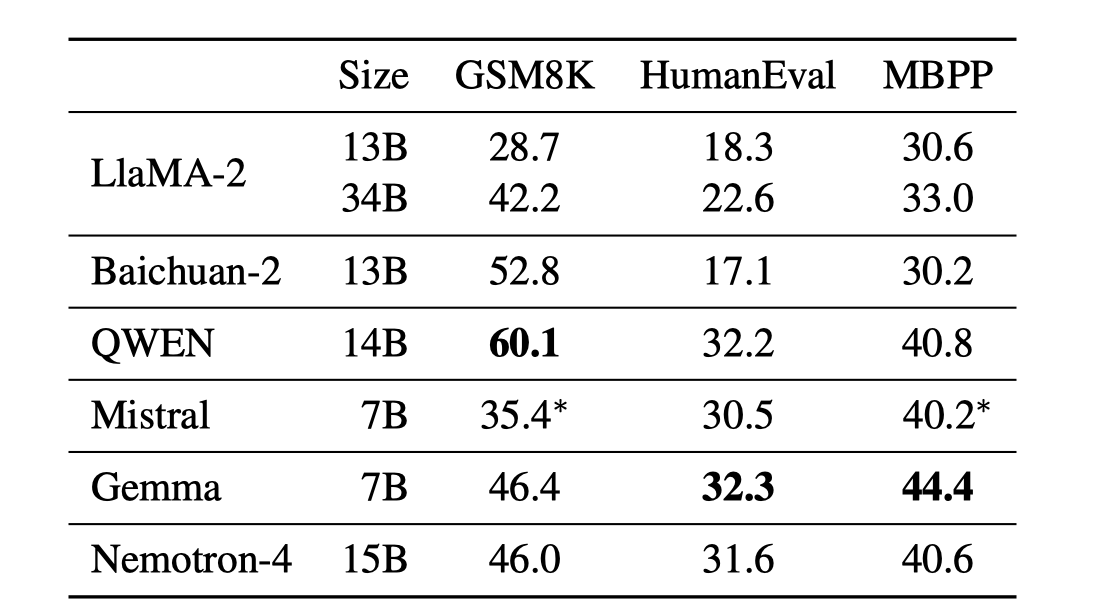 Size GSM8K HumanEval MBPP
LlaMA-2
13B 28.7 18.3 30.6
34B 42.2 22.6 33.0
Baichuan-2 13B 52.8 17.1 30.2
QWEN 14B 60.1 32.2 40.8
Mistral 7B 35.4* 30.5 40.2*
Gemma 7B 46.4 32.3 44.4
Nemotron-4 15B 46.0 31.6 40.6